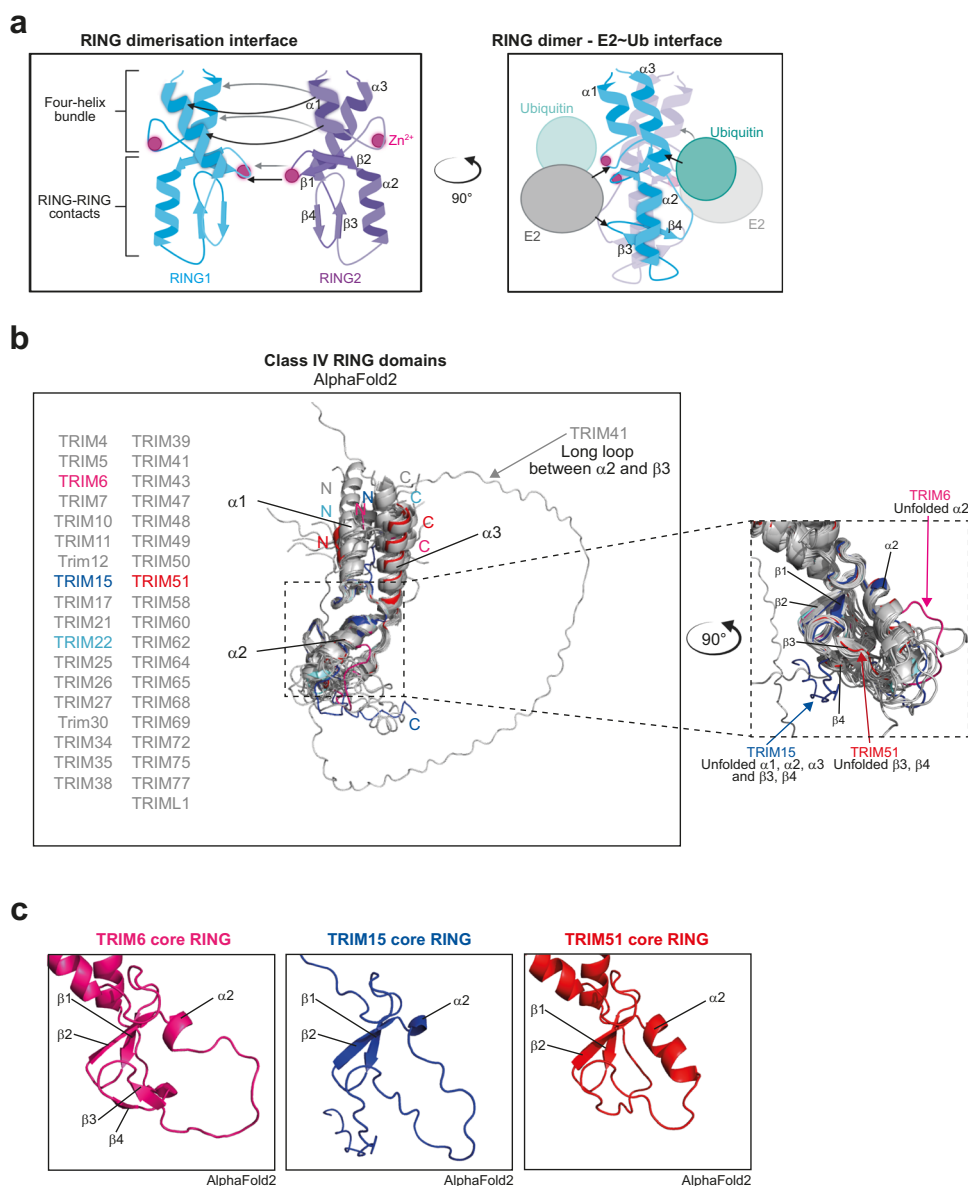 a
RING dimerisation interface
RING dimer - E2~Ub interface
Four-helix
bundle
RING-RING
contacts
α1
α3
Zn²⁺
β2
β1
α2
β4
β3
RING1
RING2
90°
α3
α1
Ubiquitin
Ubiquitin
α2
β4
E2
E2
β3
b
Class IV RING domains
AlphaFold2
TRIM4
TRIM5
TRIM6
TRIM7
TRIM10
TRIM11
Trim12
TRIM15
TRIM17
TRIM21
TRIM22
TRIM25
TRIM26
TRIM27
Trim30
TRIM34
TRIM35
TRIM38
TRIM39
TRIM41
TRIM43
TRIM47
TRIM48
TRIM49
TRIM50
TRIM51
TRIM58
TRIM60
TRIM62
TRIM64
TRIM65
TRIM68
TRIM69
TRIM72
TRIM75
TRIM77
TRIML1
TRIM41
Long loop
between α2 and β3
N
N
N
N
N
C
C
C
C
C
α1
α3
α2
C
90°
TRIM6
Unfolded α2
α2
β1
β2
β3
β4
TRIM15
Unfolded α1, α2, α3
and β3, β4
TRIM51
Unfolded β3, β4
c
TRIM6 core RING
TRIM15 core RING
TRIM51 core RING
β1
α2
β2
β3
β4
AlphaFold2
β1
α2
β2
AlphaFold2
β1
α2
β2
AlphaFold2